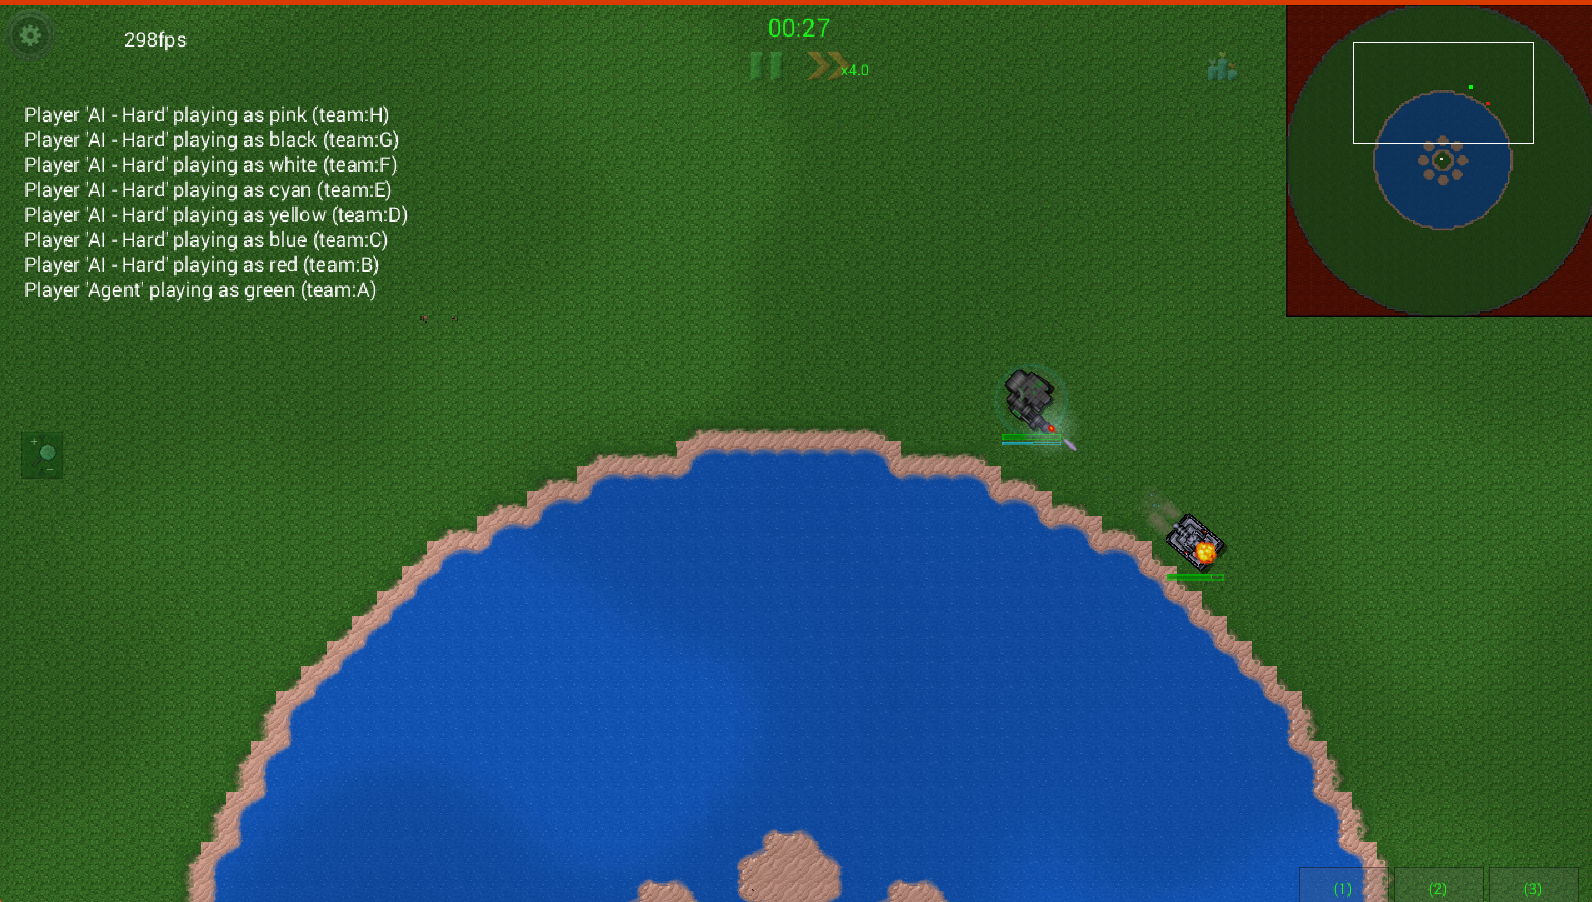 00:27
298fps
x4.0
Player 'AI - Hard' playing as pink (team:H)
Player 'AI - Hard' playing as black (team:G)
Player 'AI - Hard' playing as white (team:F)
Player 'AI - Hard' playing as cyan (team:E)
Player 'AI - Hard' playing as yellow (team:D)
Player 'AI - Hard' playing as blue (team:C)
Player 'AI - Hard' playing as red (team:B)
Player 'Agent' playing as green (team:A)
(1) (2) (3)